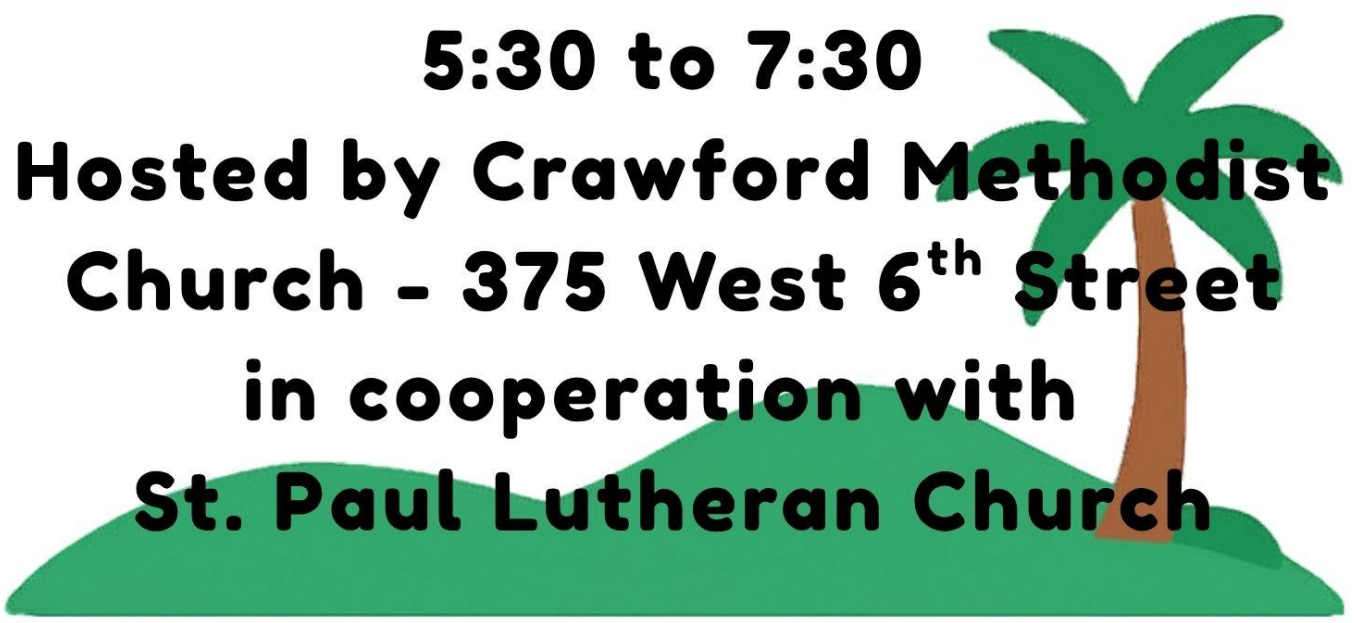 5:30 to 7:30
Hosted by Crawford Methodist
Church - 375 West 6th Street
in cooperation with
St. Paul Lutheran Church